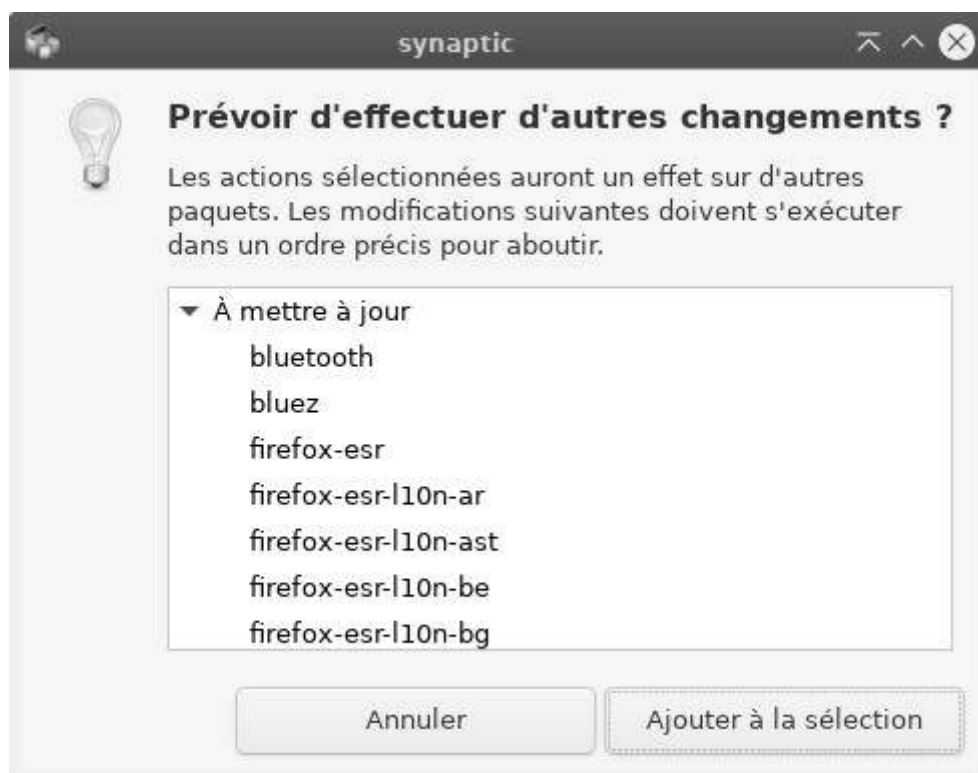 synaptic
Prévoir d'effectuer d'autres changements ?
Les actions sélectionnées auront un effet sur d'autres
paquets. Les modifications suivantes doivent s'exécuter
dans un ordre précis pour aboutir.
À mettre à jour
bluetooth
bluez
firefox-esr
firefox-esr-l10n-ar
firefox-esr-l10n-ast
firefox-esr-l10n-be
firefox-esr-l10n-bg
Annuler
Ajouter à la sélection